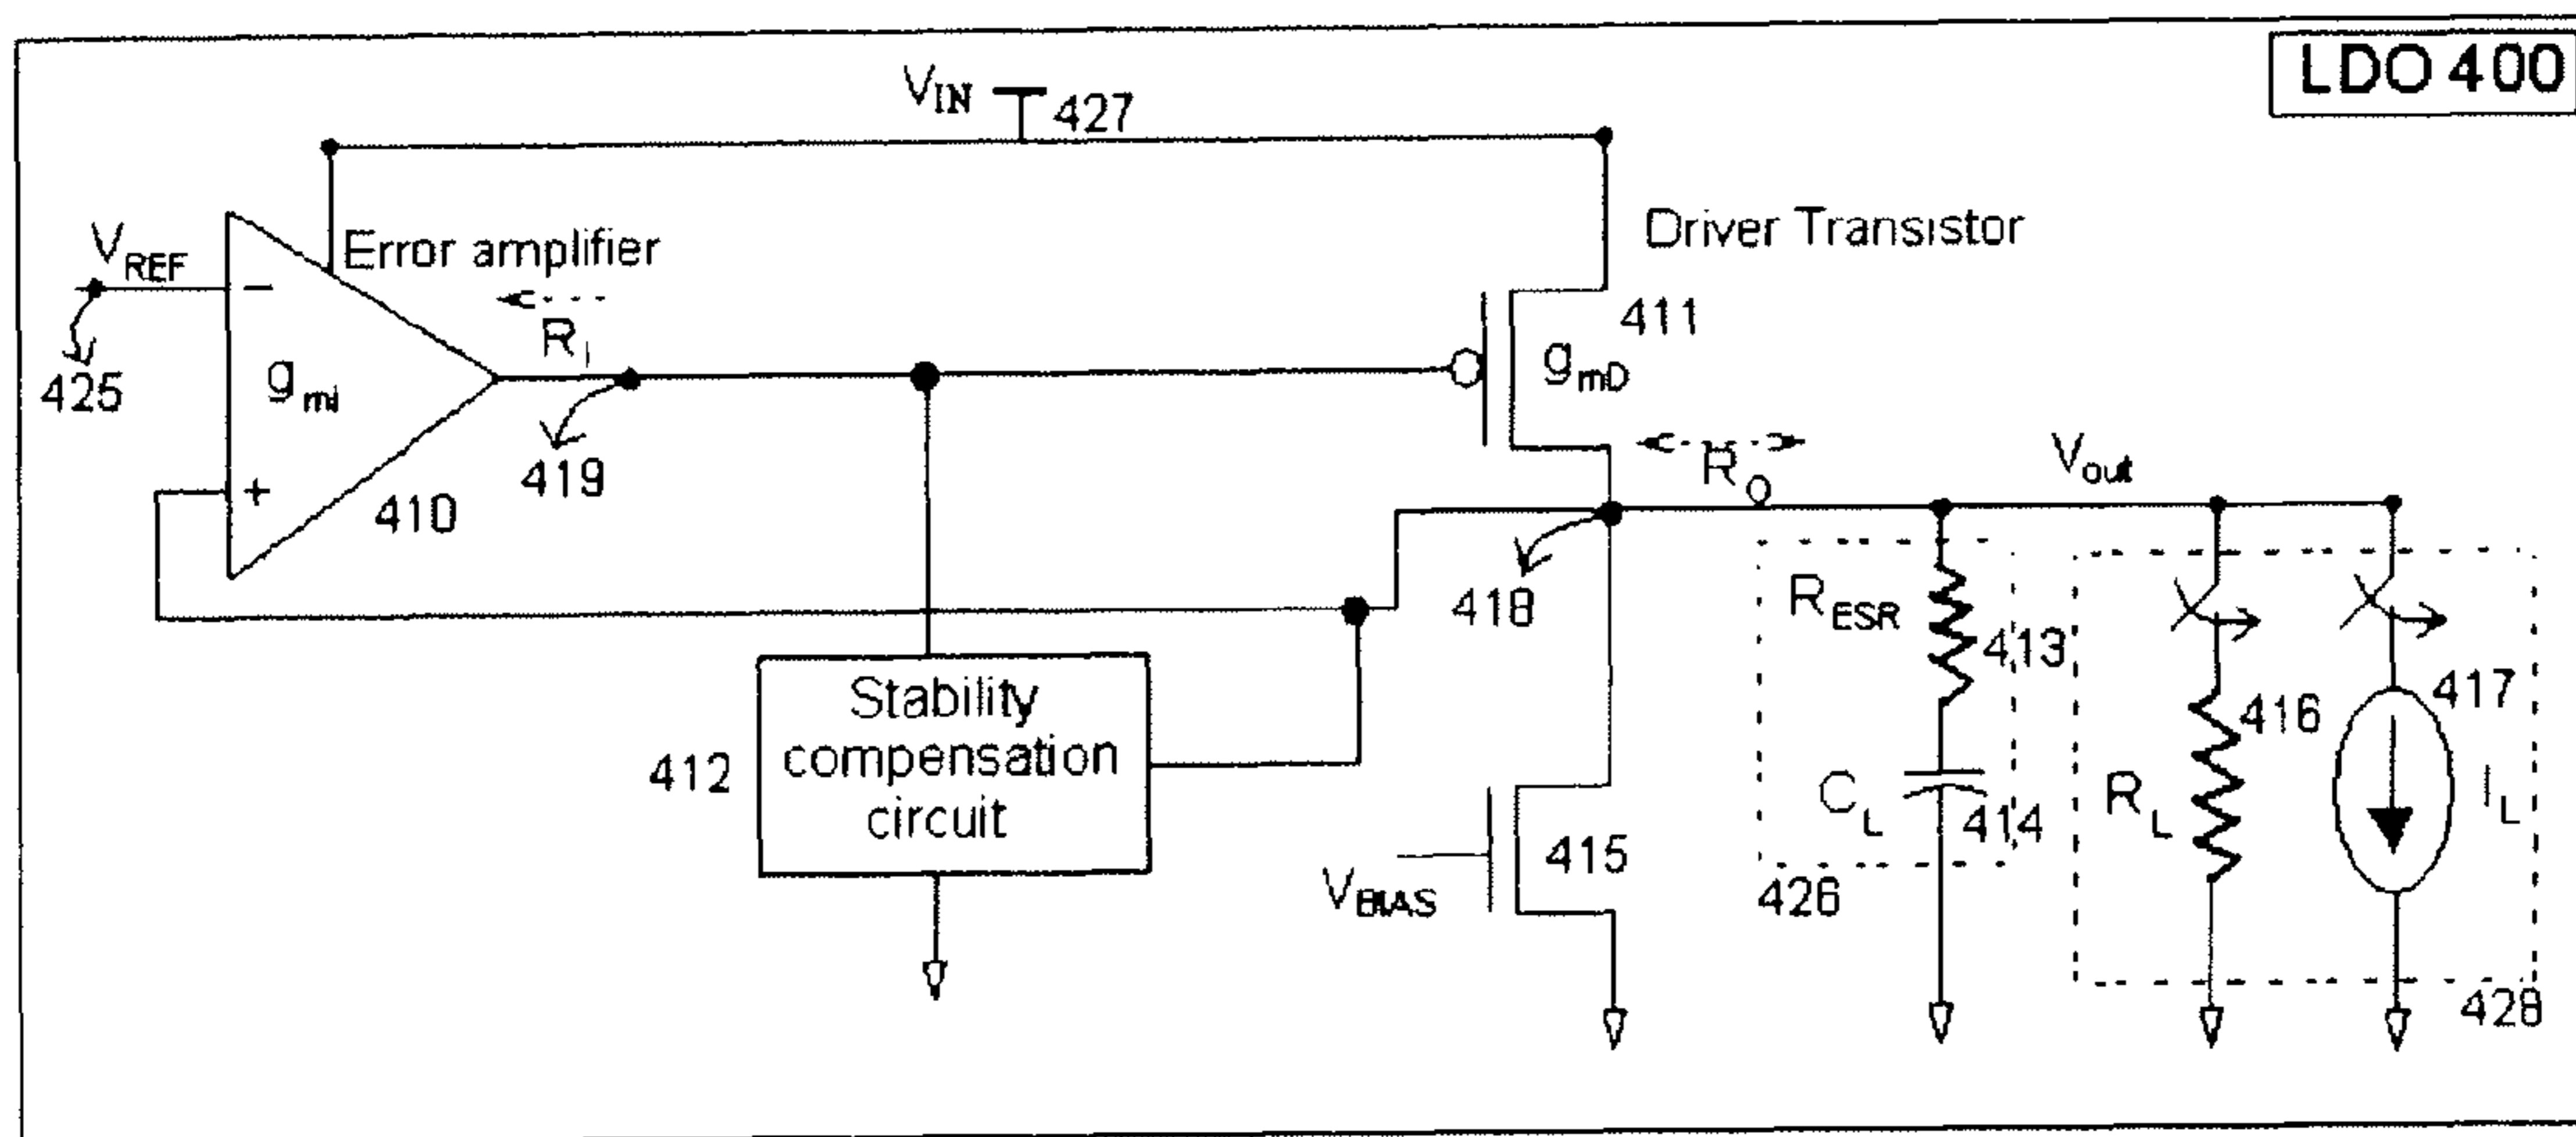 LDO 400
VIN
427
VREF
Error amplifier
Driver Transistor
RI
411
425
gmi
−
+
410
419
gmD
RO
Vout
418
RESR
413
412
Stability
compensation
circuit
VBIAS
415
CL
414
426
RL
416
417
IL
428